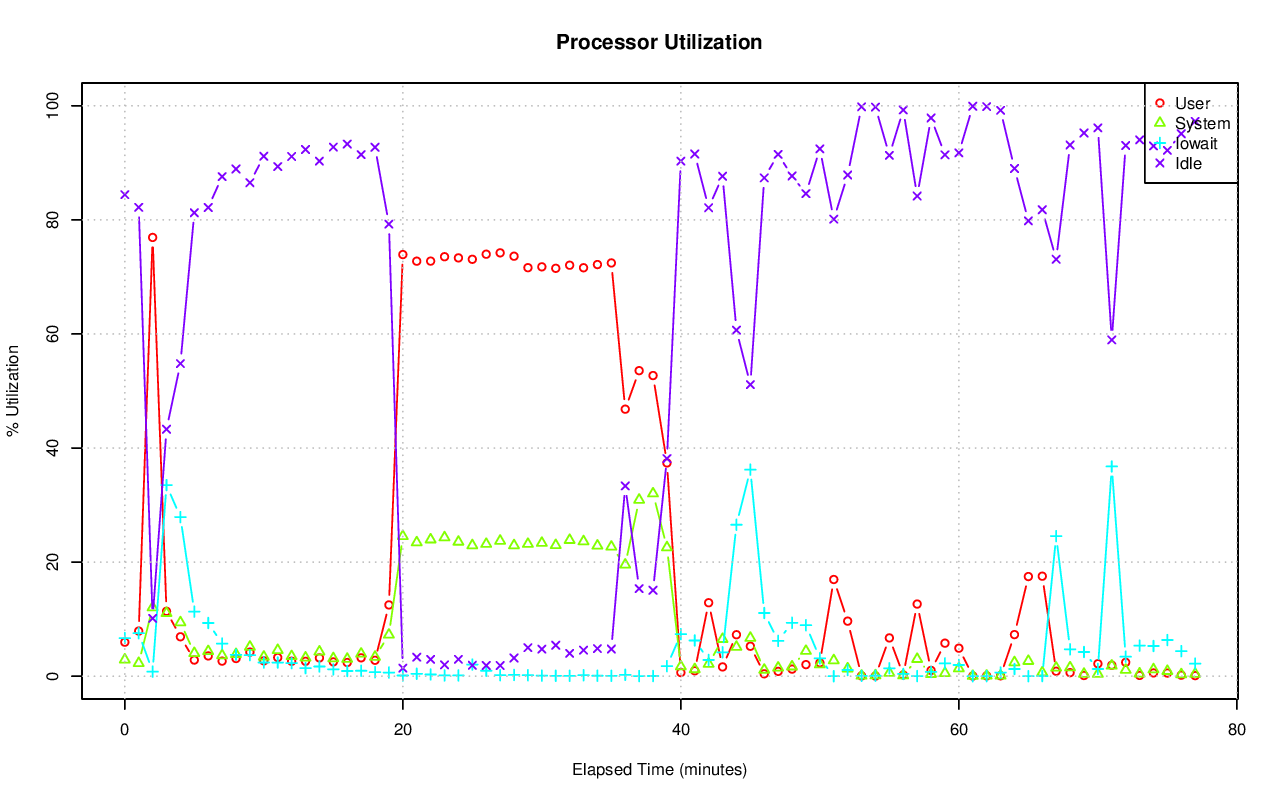 Processor Utilization
100
80
60
40
20
0
% Utilization
User
System
Iowait
Idle
0 20 40 60 80
Elapsed Time (minutes)